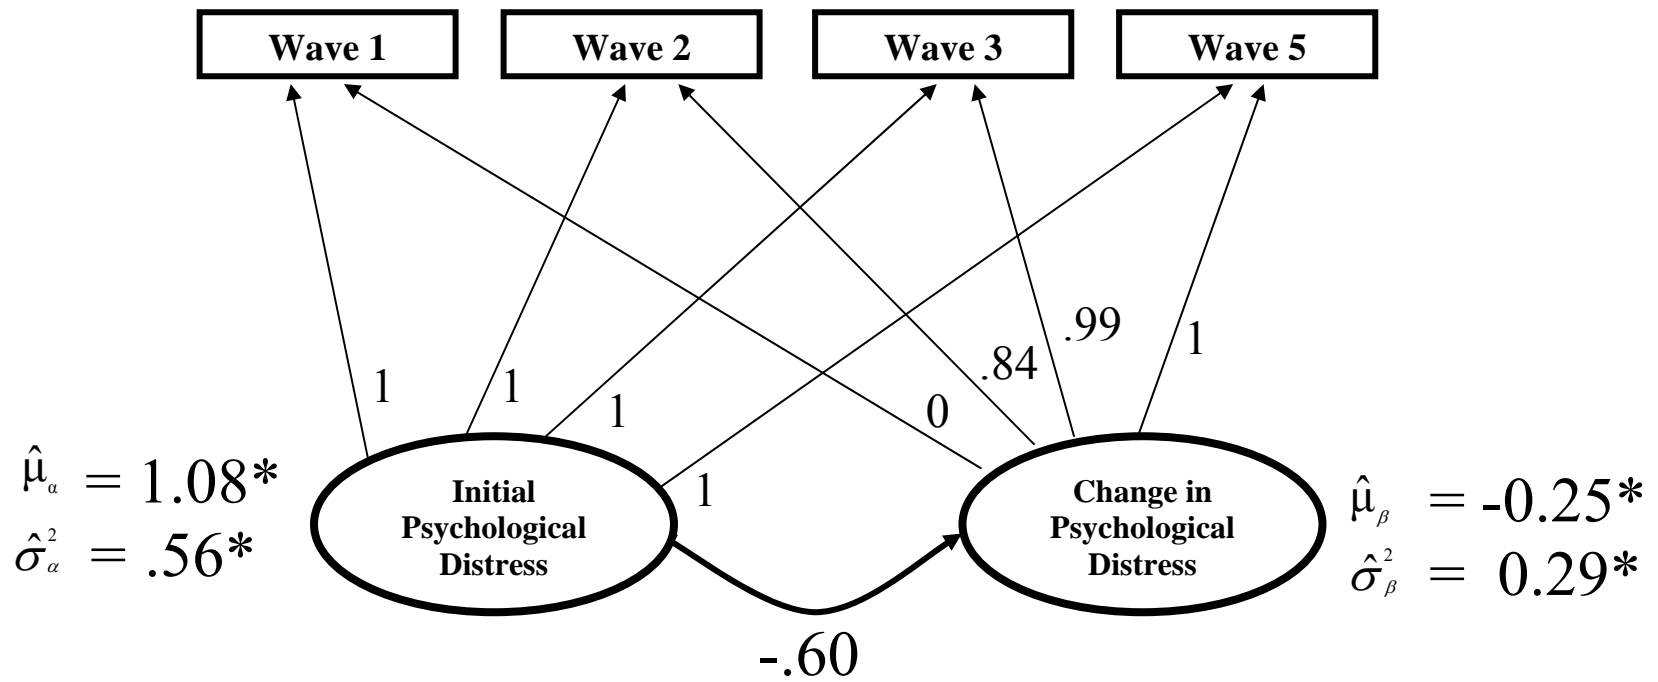 Wave 1
Wave 2
Wave 3
Wave 5
.99
.84
1
1
1
1
0
1
μ̂α = 1.08*
σ̂²α = .56*
Initial
Psychological
Distress
Change in
Psychological
Distress
μ̂β = -0.25*
σ̂²β = 0.29*
-.60